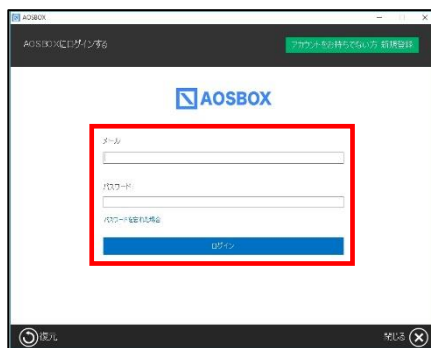 AOSBOX
AOSBOXにログインする
アカウントをお持ちでない方 新規登録
AOSBOX
メール
パスワード
パスワードを忘れた場合
ログイン
復元
閉じる